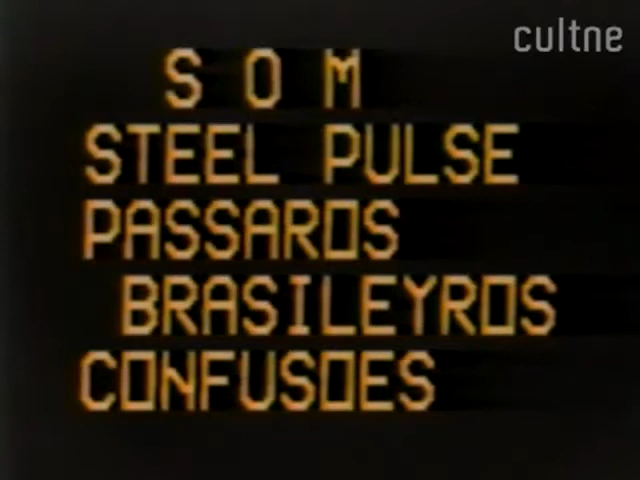 cultne
S O M
STEEL PULSE
PASSAROS
BRASILEYROS
CONFUSOES